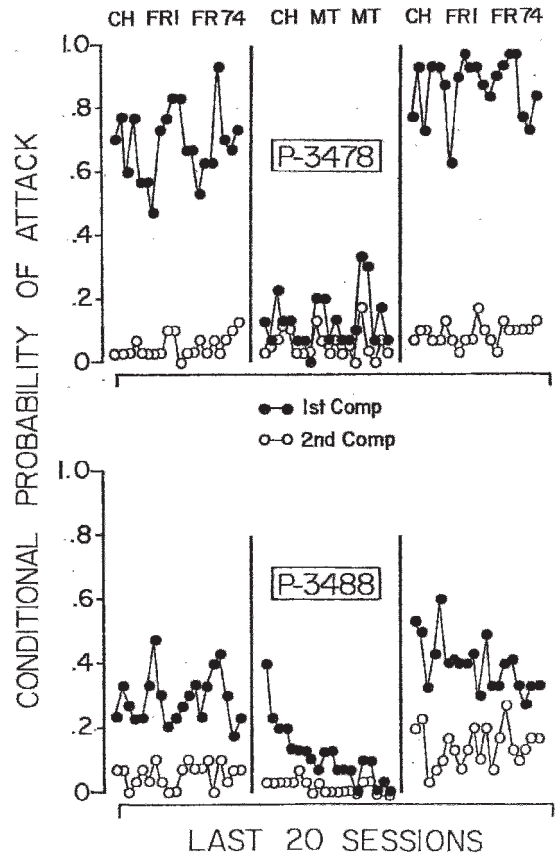 CH FRI FR74
CH MT MT
CH FRI FR74
CONDITIONAL PROBABILITY OF ATTACK
1.0
.8
.6
.4
.2
0
P-3478
1st Comp
2nd Comp
1.0
.8
.6
.4
.2
0
P-3488
LAST 20 SESSIONS